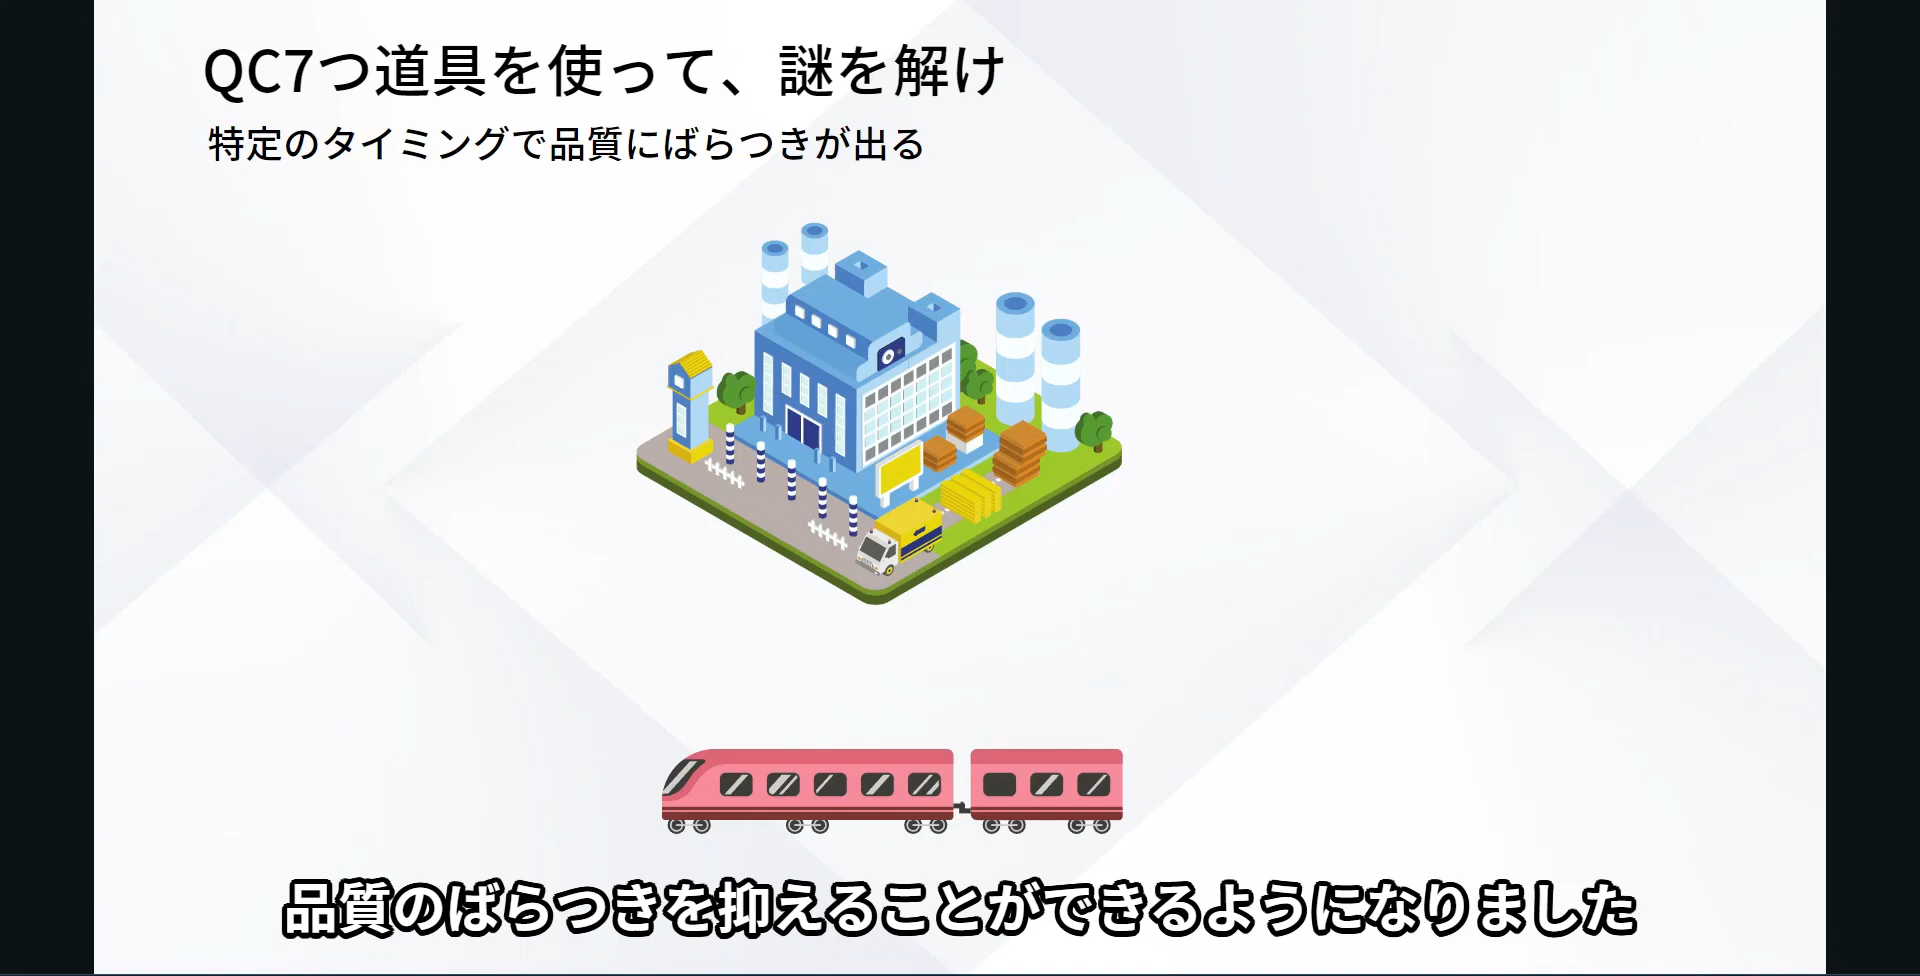 QC7つ道具を使って、謎を解け
特定のタイミングで品質にばらつきが出る
品質のばらつきを抑えることができるようになりました